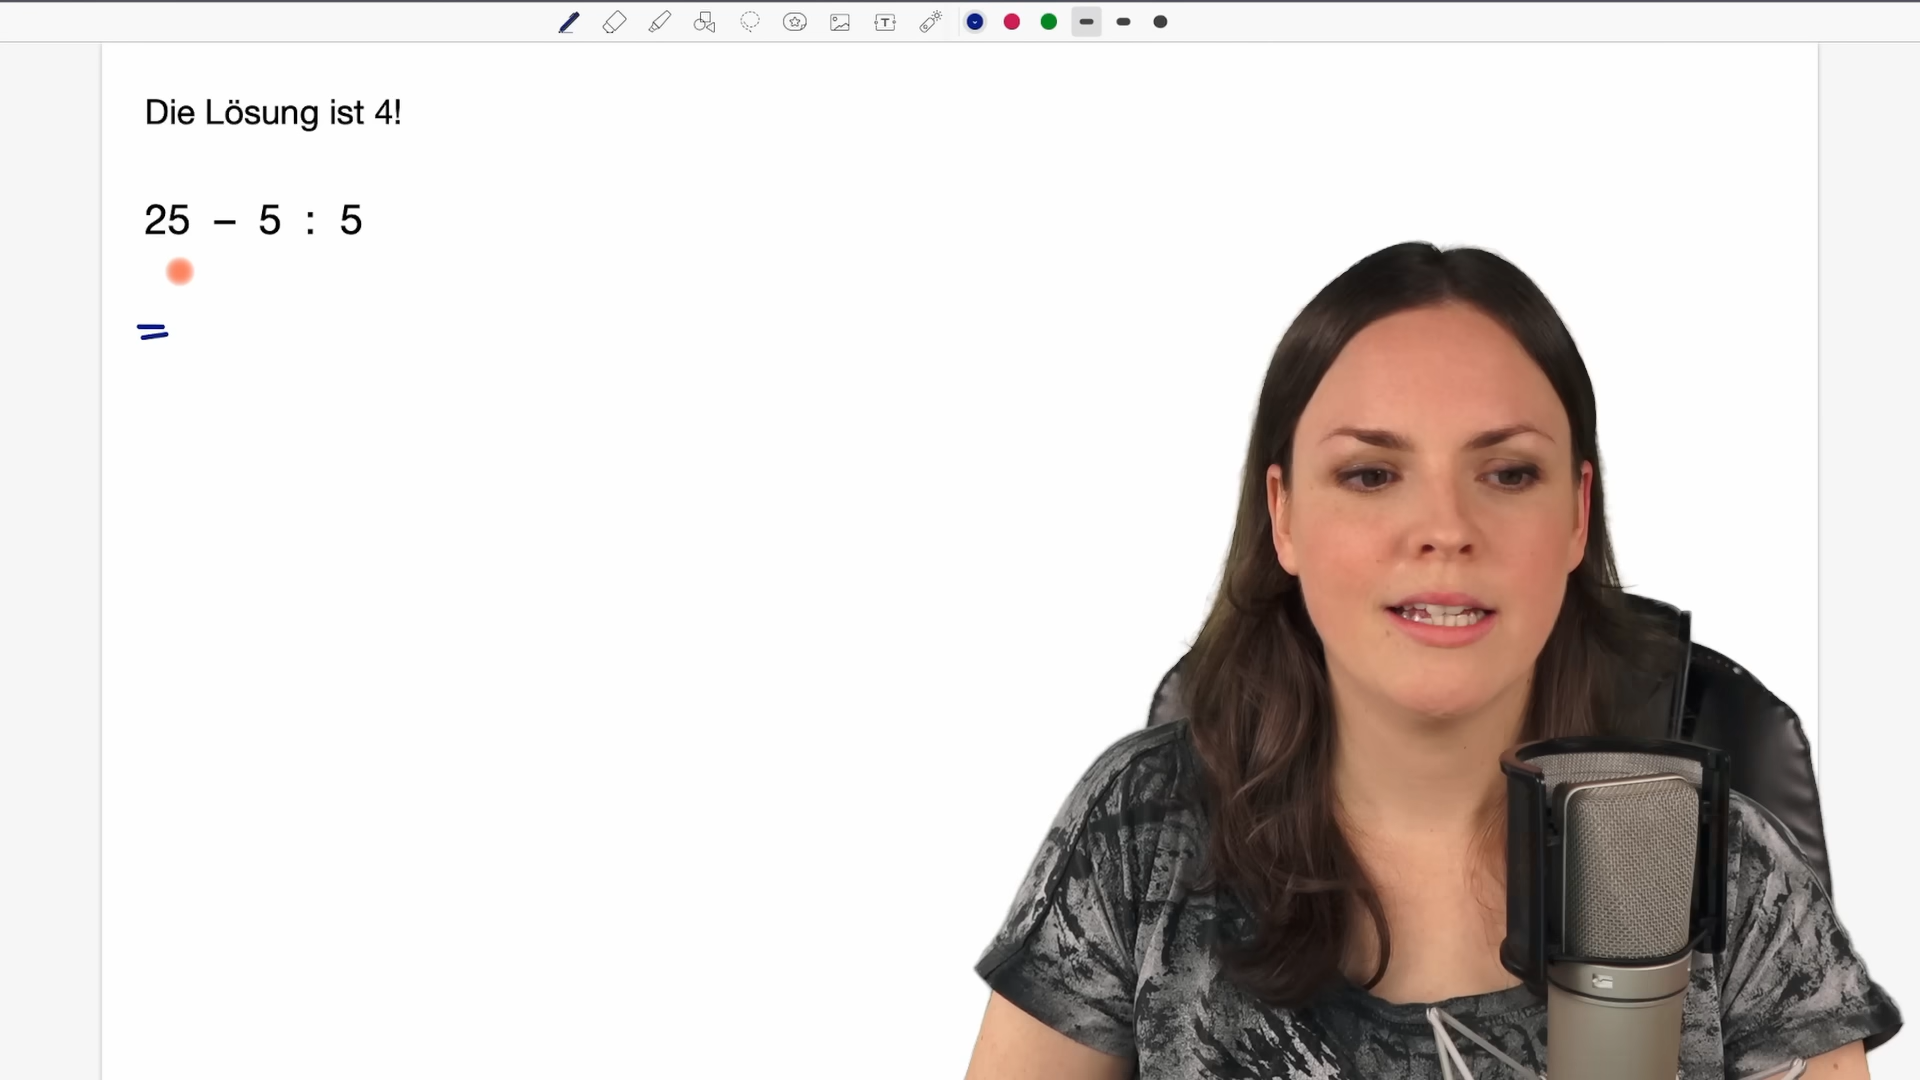 Die Lösung ist 4!
25 – 5 : 5
=